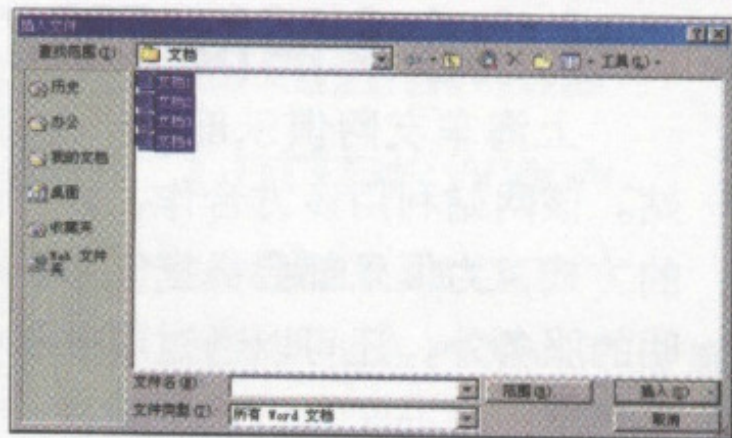 插入文件
查找范围(I) 文档 工具(L)
历史
办公
我的文档
桌面
收藏夹
Web 文件夹
文档1
文档2
文档3
文档4
文件名(N) 范围(R) 插入(S)
文件类型(T) 所有 Word 文档 取消